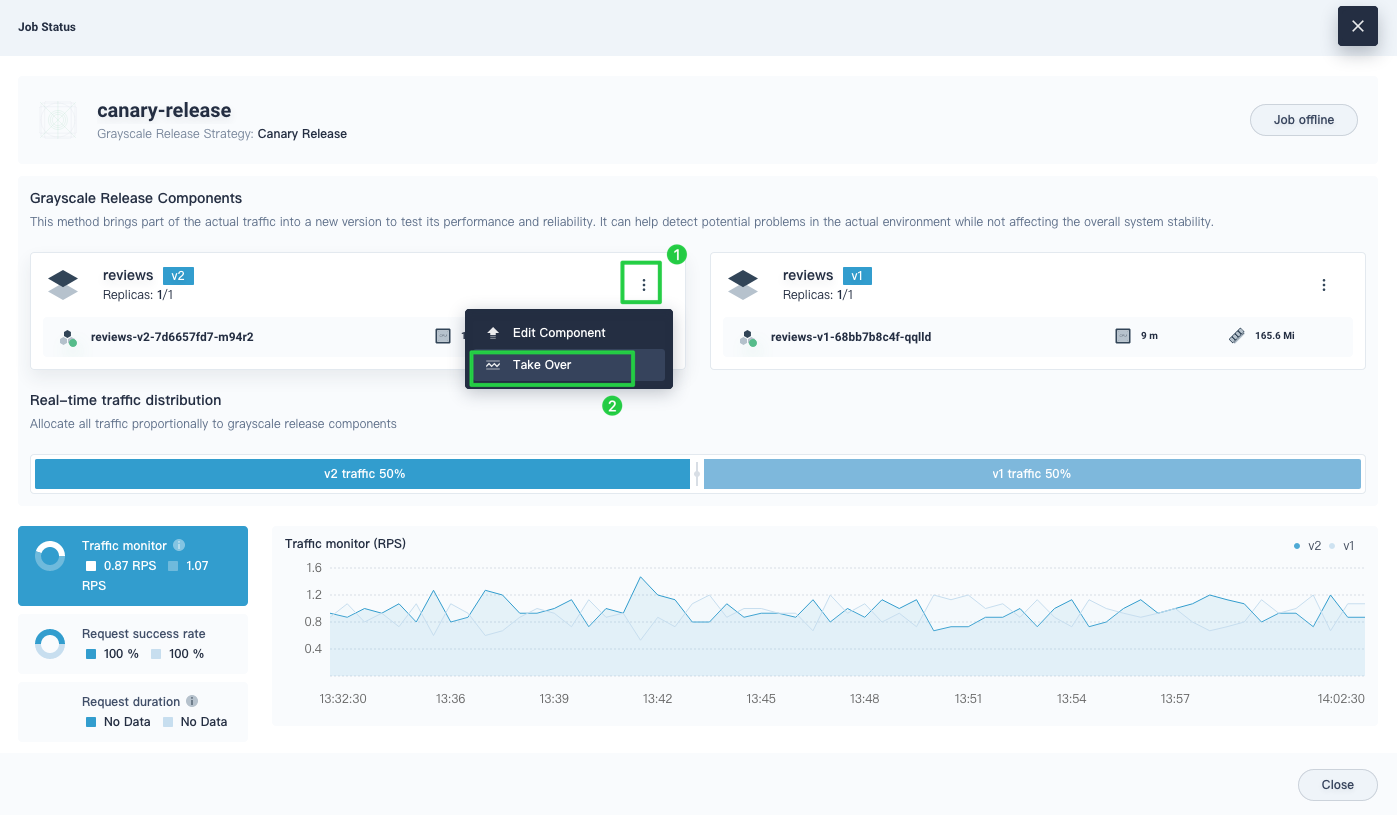 Job Status
canary-release
Grayscale Release Strategy: Canary Release
Job offline
Grayscale Release Components
This method brings part of the actual traffic into a new version to test its performance and reliability. It can help detect potential problems in the actual environment while not affecting the overall system stability.
1
reviews v2
Replicas: 1/1
reviews-v2-7d6657fd7-m94r2
Edit Component
Take Over
2
reviews v1
Replicas: 1/1
reviews-v1-68bb7b8c4f-qqlld
9 m
165.6 Mi
Real-time traffic distribution
Allocate all traffic proportionally to grayscale release components
v2 traffic 50%
v1 traffic 50%
Traffic monitor
0.87 RPS 1.07
RPS
Request success rate
100 % 100 %
Request duration
No Data No Data
Traffic monitor (RPS)
v2 v1
1.6
1.2
0.8
0.4
13:32:30 13:36 13:39 13:42 13:45 13:48 13:51 13:54 13:57 14:02:30
Close